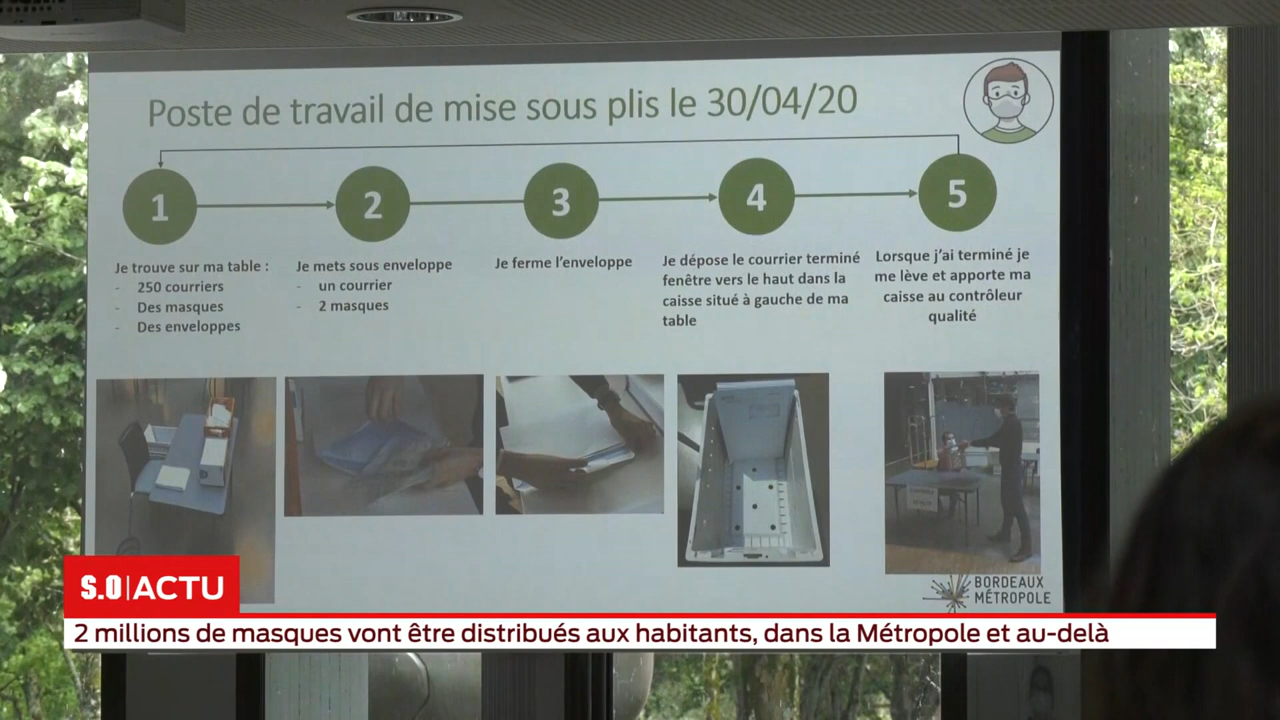 Poste de travail de mise sous plis le 30/04/20
1
2
3
4
5
Je trouve sur ma table :
- 250 courriers
- Des masques
- Des enveloppes
Je mets sous enveloppe
- un courrier
- 2 masques
Je ferme l'enveloppe
Je dépose le courrier terminé
fenêtre vers le haut dans la
caisse situé à gauche de ma
table
Lorsque j'ai terminé je
me lève et apporte ma
caisse au contrôleur
qualité
BORDEAUX
MÉTROPOLE
S.O|ACTU
2 millions de masques vont être distribués aux habitants, dans la Métropole et au-delà